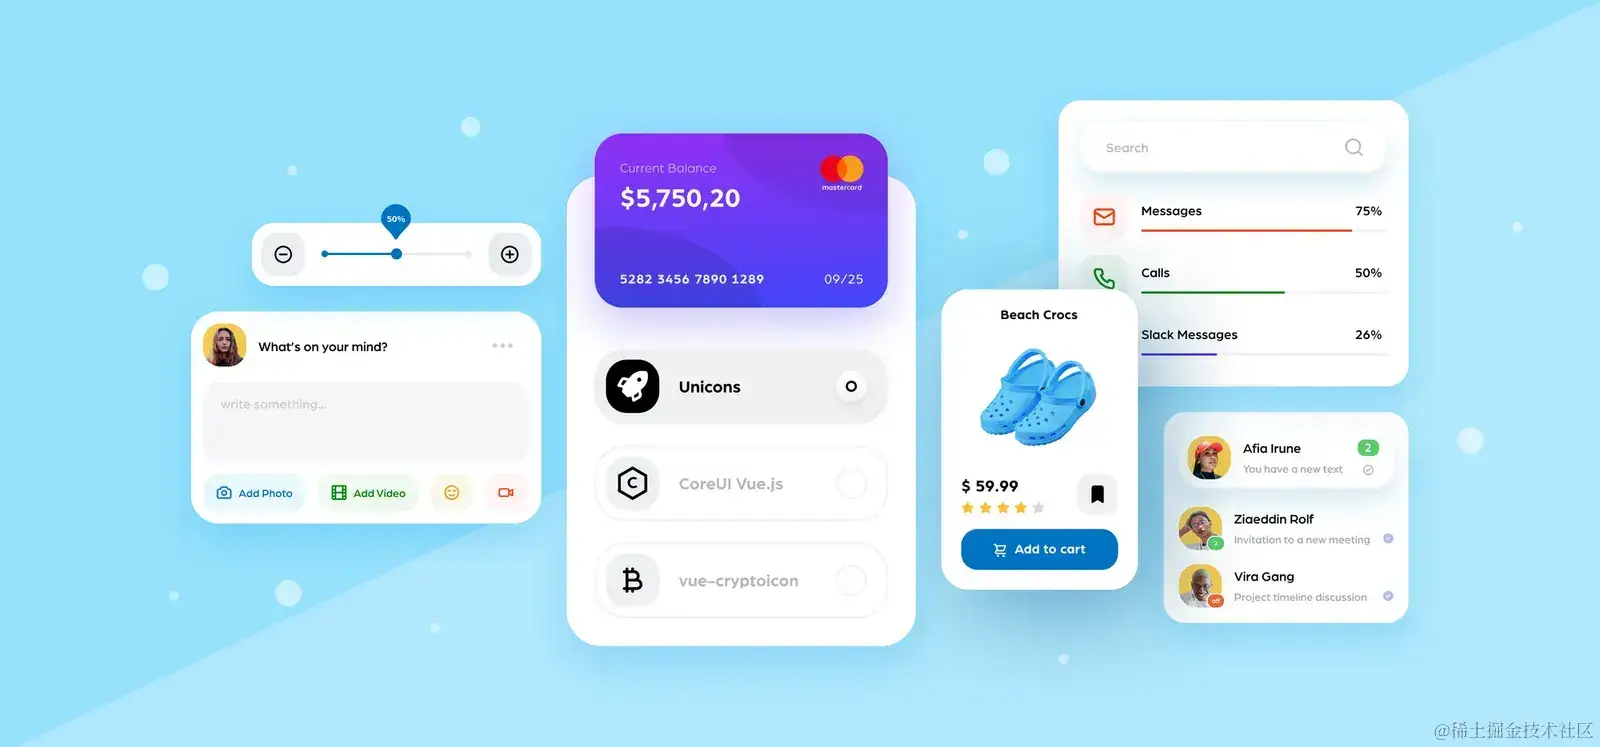 50%
What's on your mind?
write something...
Add Photo
Add Video
Current Balance
$5,750,20
mastercard
5282 3456 7890 1289
09/25
Unicons
CoreUI Vue.js
vue-cryptoicon
Search
Messages
75%
Calls
50%
Slack Messages
26%
Beach Crocs
$ 59.99
Add to cart
Afia Irune
2
You have a new text
Ziaeddin Rolf
2
Invitation to a new meeting
Vira Gang
off
Project timeline discussion
@稀土掘金技术社区